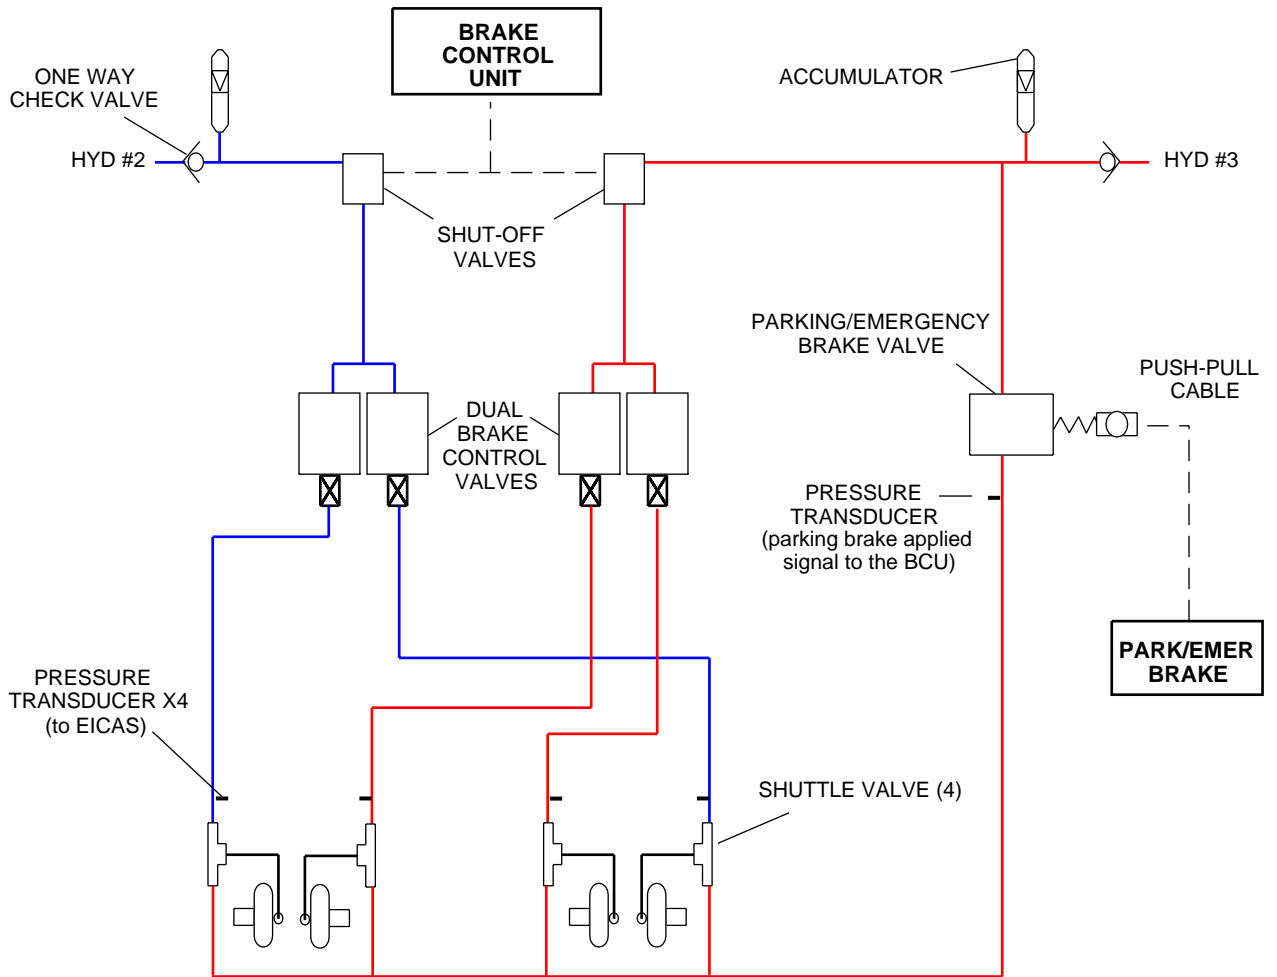 BRAKE
CONTROL
UNIT
ONE WAY
CHECK VALVE
ACCUMULATOR
HYD #2
HYD #3
SHUT-OFF
VALVES
PARKING/EMERGENCY
BRAKE VALVE
PUSH-PULL
CABLE
DUAL
BRAKE
CONTROL
VALVES
PRESSURE
TRANSDUCER
(parking brake applied
signal to the BCU)
PARK/EMER
BRAKE
PRESSURE
TRANSDUCER X4
(to EICAS)
SHUTTLE VALVE (4)